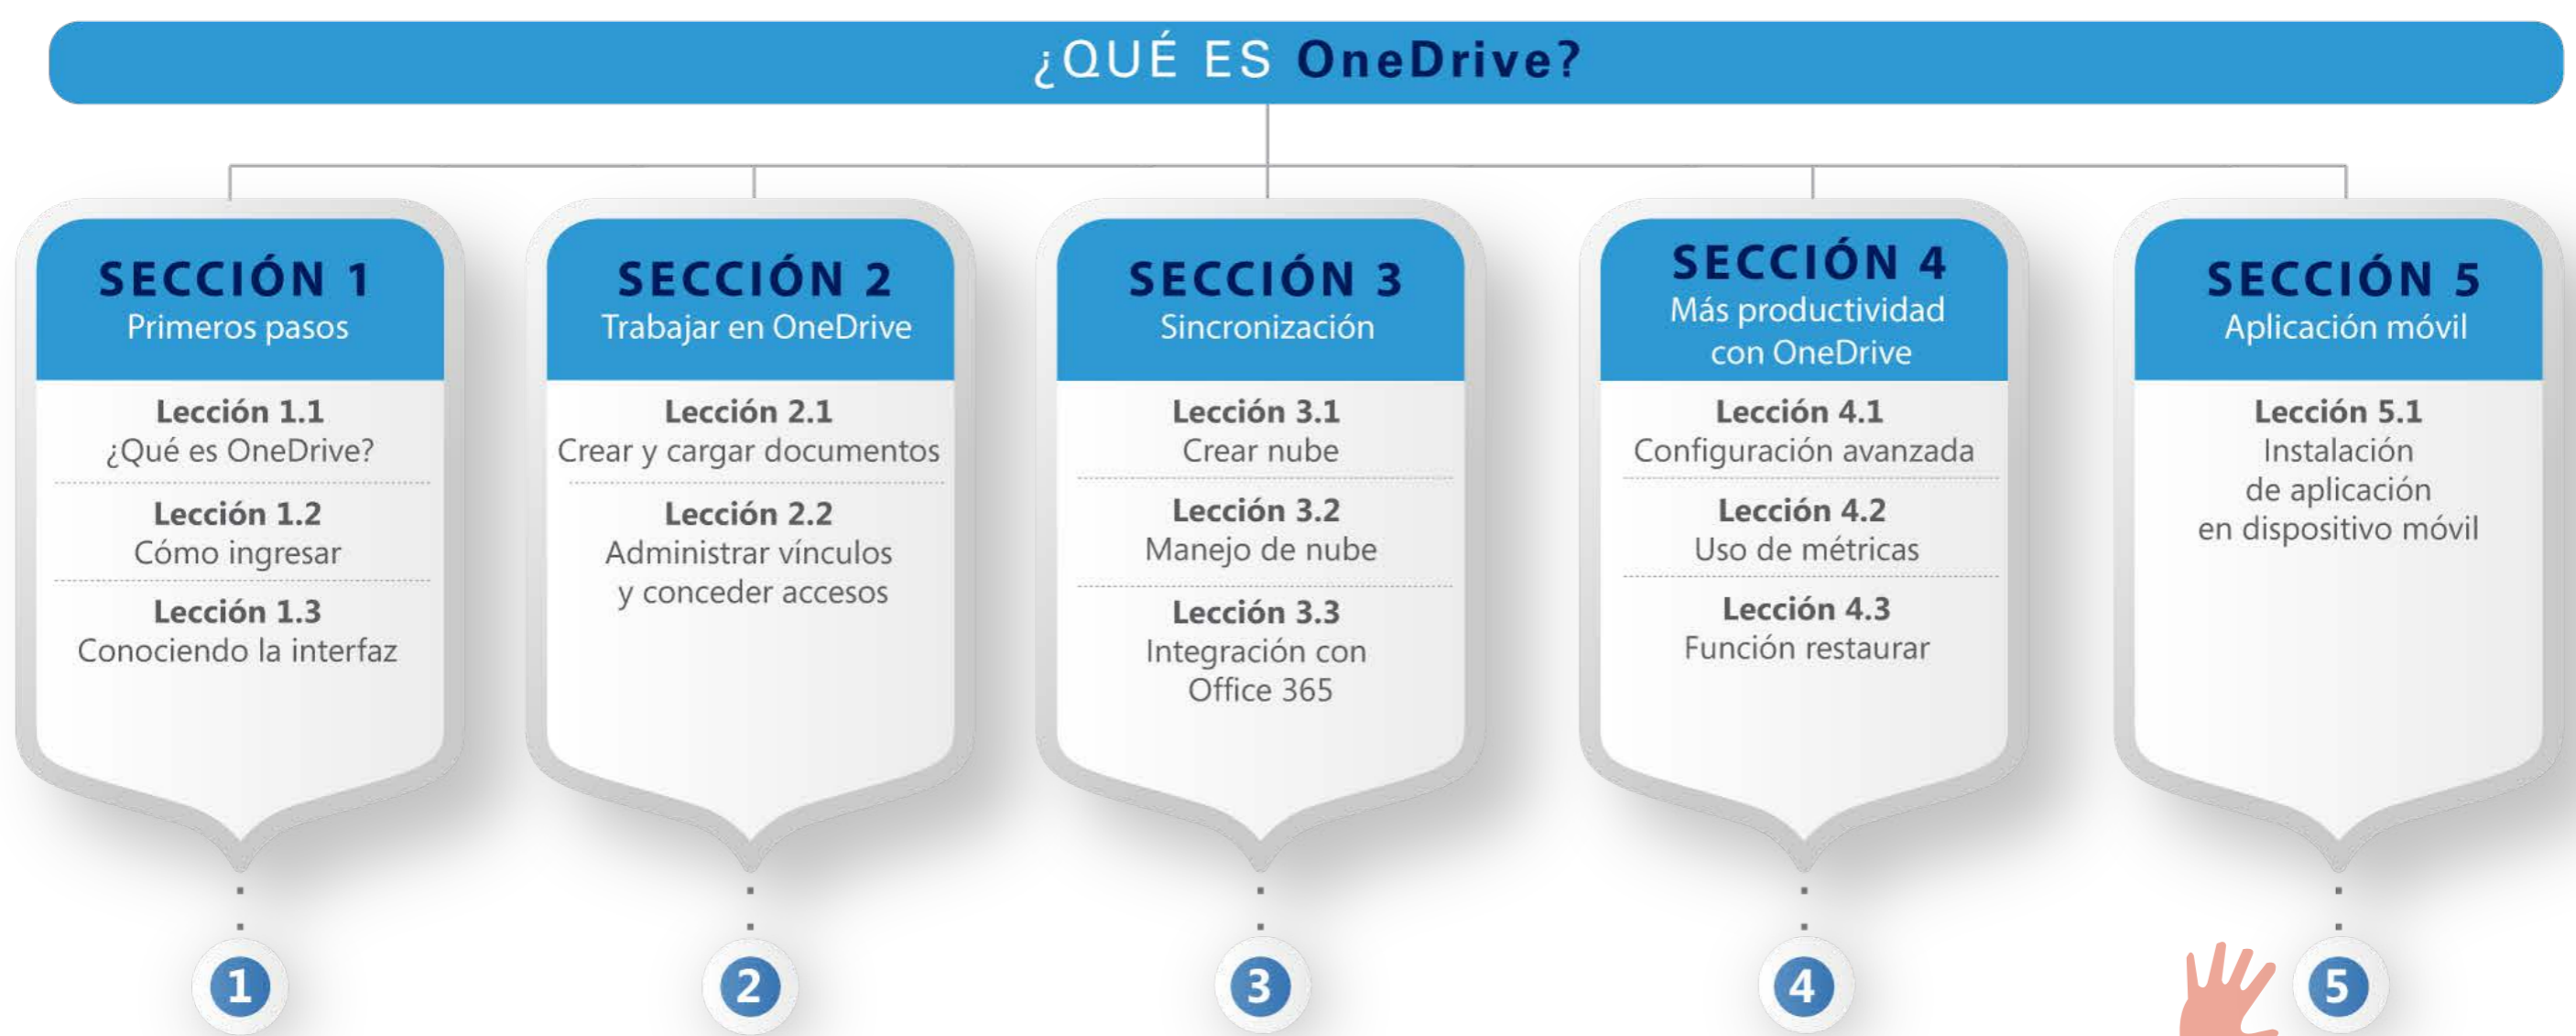 ¿QUÉ ES OneDrive?
SECCIÓN 1
Primeros pasos
Lección 1.1
¿Qué es OneDrive?
Lección 1.2
Cómo ingresar
Lección 1.3
Conociendo la interfaz
1
SECCIÓN 2
Trabajar en OneDrive
Lección 2.1
Crear y cargar documentos
Lección 2.2
Administrar vínculos
y conceder accesos
2
SECCIÓN 3
Sincronización
Lección 3.1
Crear nube
Lección 3.2
Manejo de nube
Lección 3.3
Integración con
Office 365
3
SECCIÓN 4
Más productividad
con OneDrive
Lección 4.1
Configuración avanzada
Lección 4.2
Uso de métricas
Lección 4.3
Función restaurar
4
SECCIÓN 5
Aplicación móvil
Lección 5.1
Instalación
de aplicación
en dispositivo móvil
5